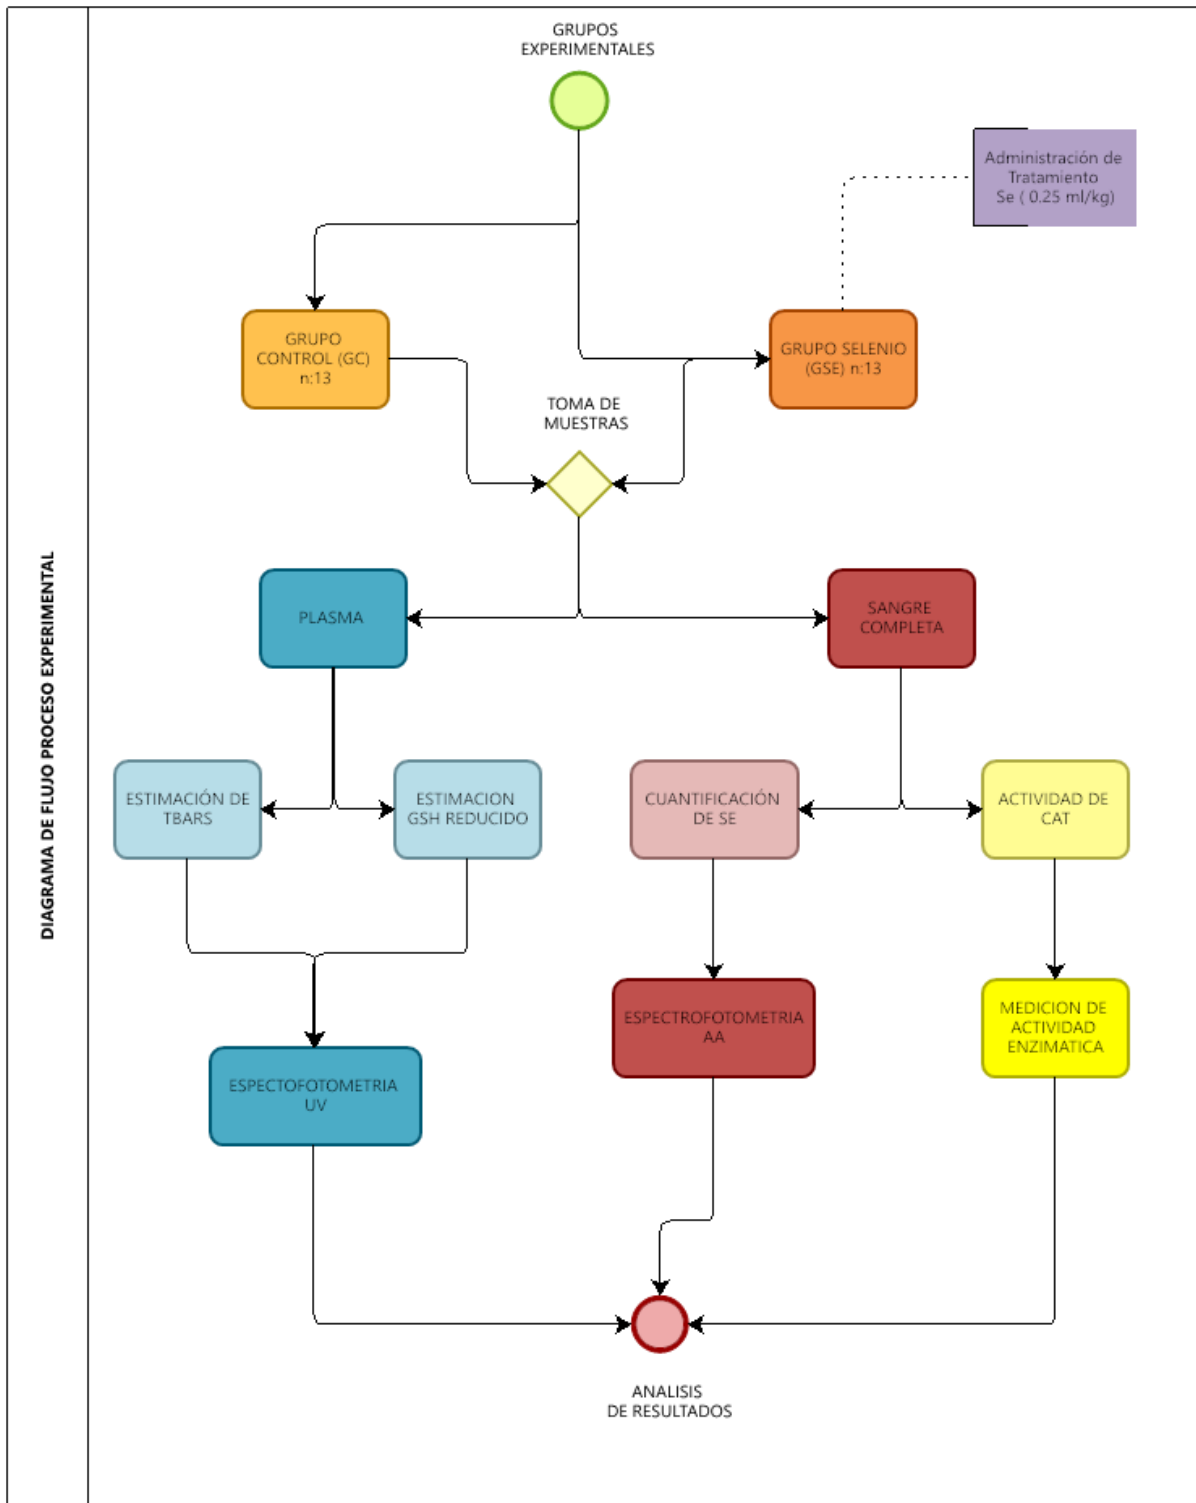 DIAGRAMA DE FLUJO PROCESO EXPERIMENTAL
GRUPOS
EXPERIMENTALES
Administración de
Tratamiento
Se ( 0.25 ml/kg)
GRUPO
CONTROL (GC)
n:13
GRUPO SELENIO
(GSE) n:13
TOMA DE
MUESTRAS
PLASMA
SANGRE
COMPLETA
ESTIMACIÓN DE
TBARS
ESTIMACION
GSH REDUCIDO
CUANTIFICACIÓN
DE SE
ACTIVIDAD DE
CAT
ESPECTOFOTOMETRIA
UV
ESPECTROFOTOMETRIA
AA
MEDICION DE
ACTIVIDAD
ENZIMATICA
ANALISIS
DE RESULTADOS